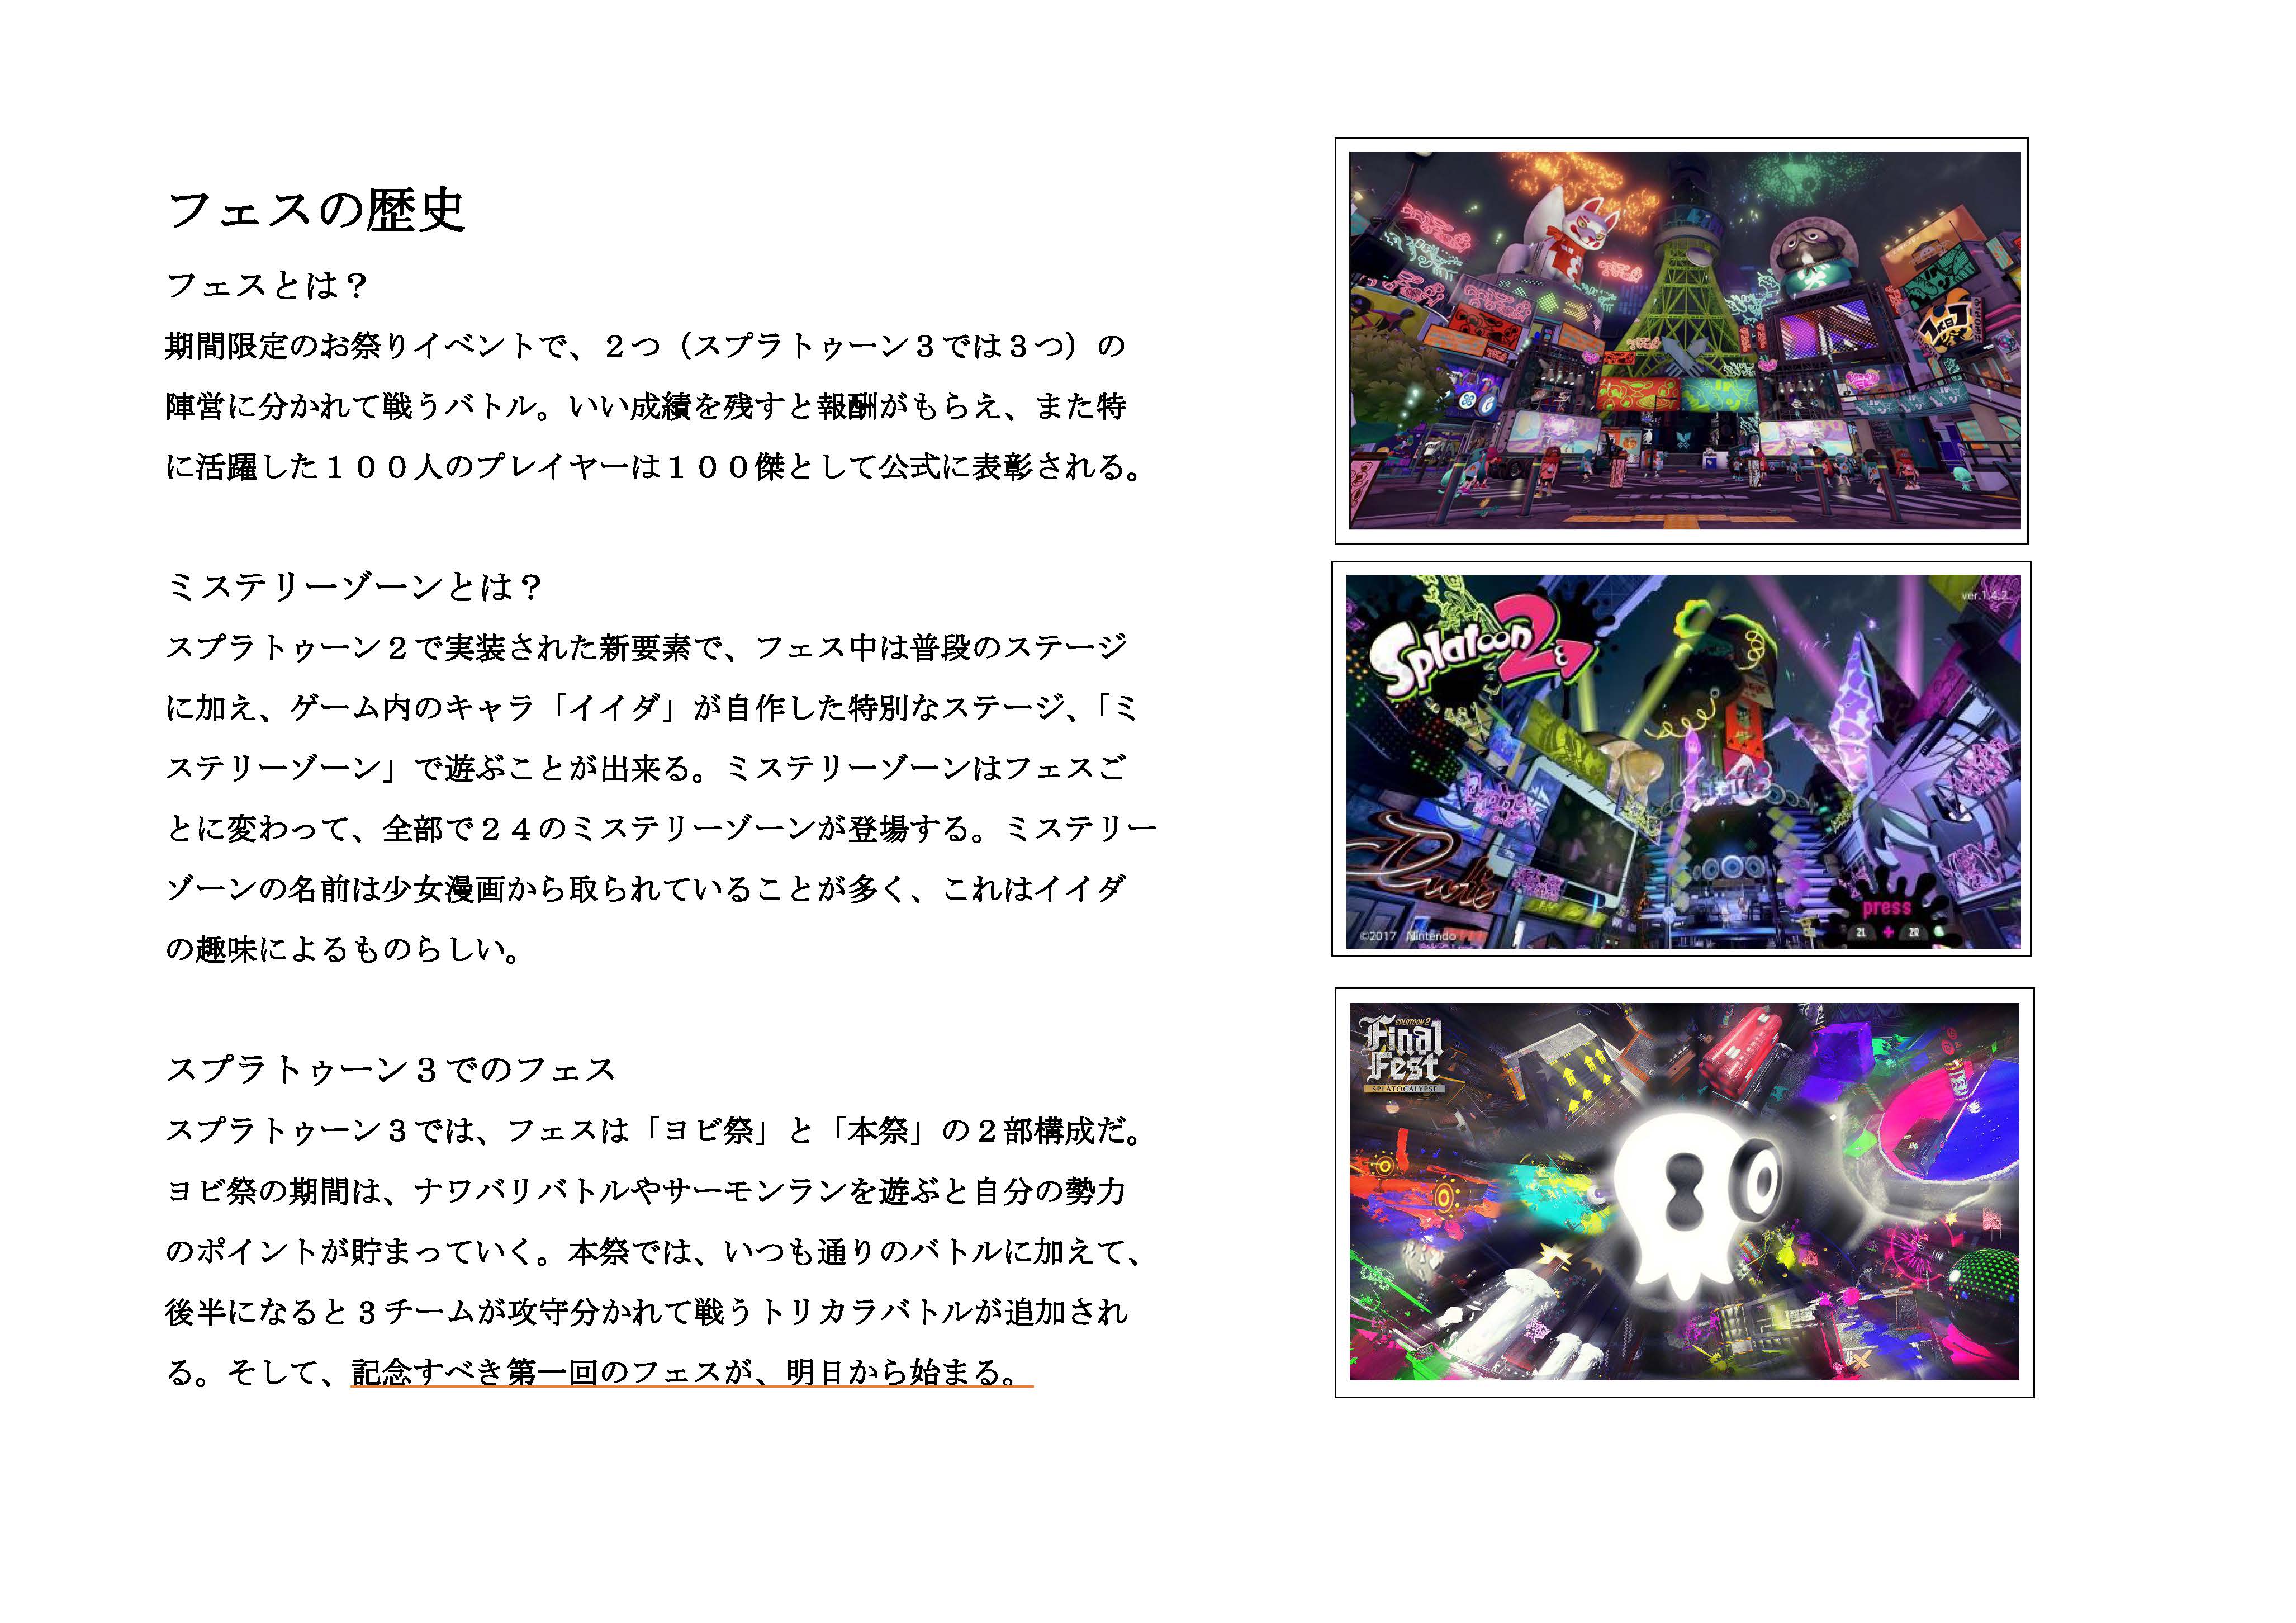 フェスの歴史
フェスとは？
期間限定のお祭りイベントで、２つ（スプラトゥーン３では３つ）の
陣営に分かれて戦うバトル。いい成績を残すと報酬がもらえ、また特
に活躍した１００人のプレイヤーは１００傑として公式に表彰される。
ミステリーゾーンとは？
スプラトゥーン２で実装された新要素で、フェス中は普段のステージ
に加え、ゲーム内のキャラ「イイダ」が自作した特別なステージ、「ミ
ステリーゾーン」で遊ぶことが出来る。ミステリーゾーンはフェスご
とに変わって、全部で２４のミステリーゾーンが登場する。ミステリー
ゾーンの名前は少女漫画から取られていることが多く、これはイイダ
の趣味によるものらしい。
スプラトゥーン３でのフェス
スプラトゥーン３では、フェスは「ヨビ祭」と「本祭」の２部構成だ。
ヨビ祭の期間は、ナワバリバトルやサーモンランを遊ぶと自分の勢力
のポイントが貯まっていく。本祭では、いつも通りのバトルに加えて、
後半になると３チームが攻守分かれて戦うトリカラバトルが追加され
る。そして、記念すべき第一回のフェスが、明日から始まる。
Splatoon2
ver.1.4.2
press
ZL + ZR
©2017 Nintendo
SPLATOON 2
Final
Fest
SPLATOCALYPSE